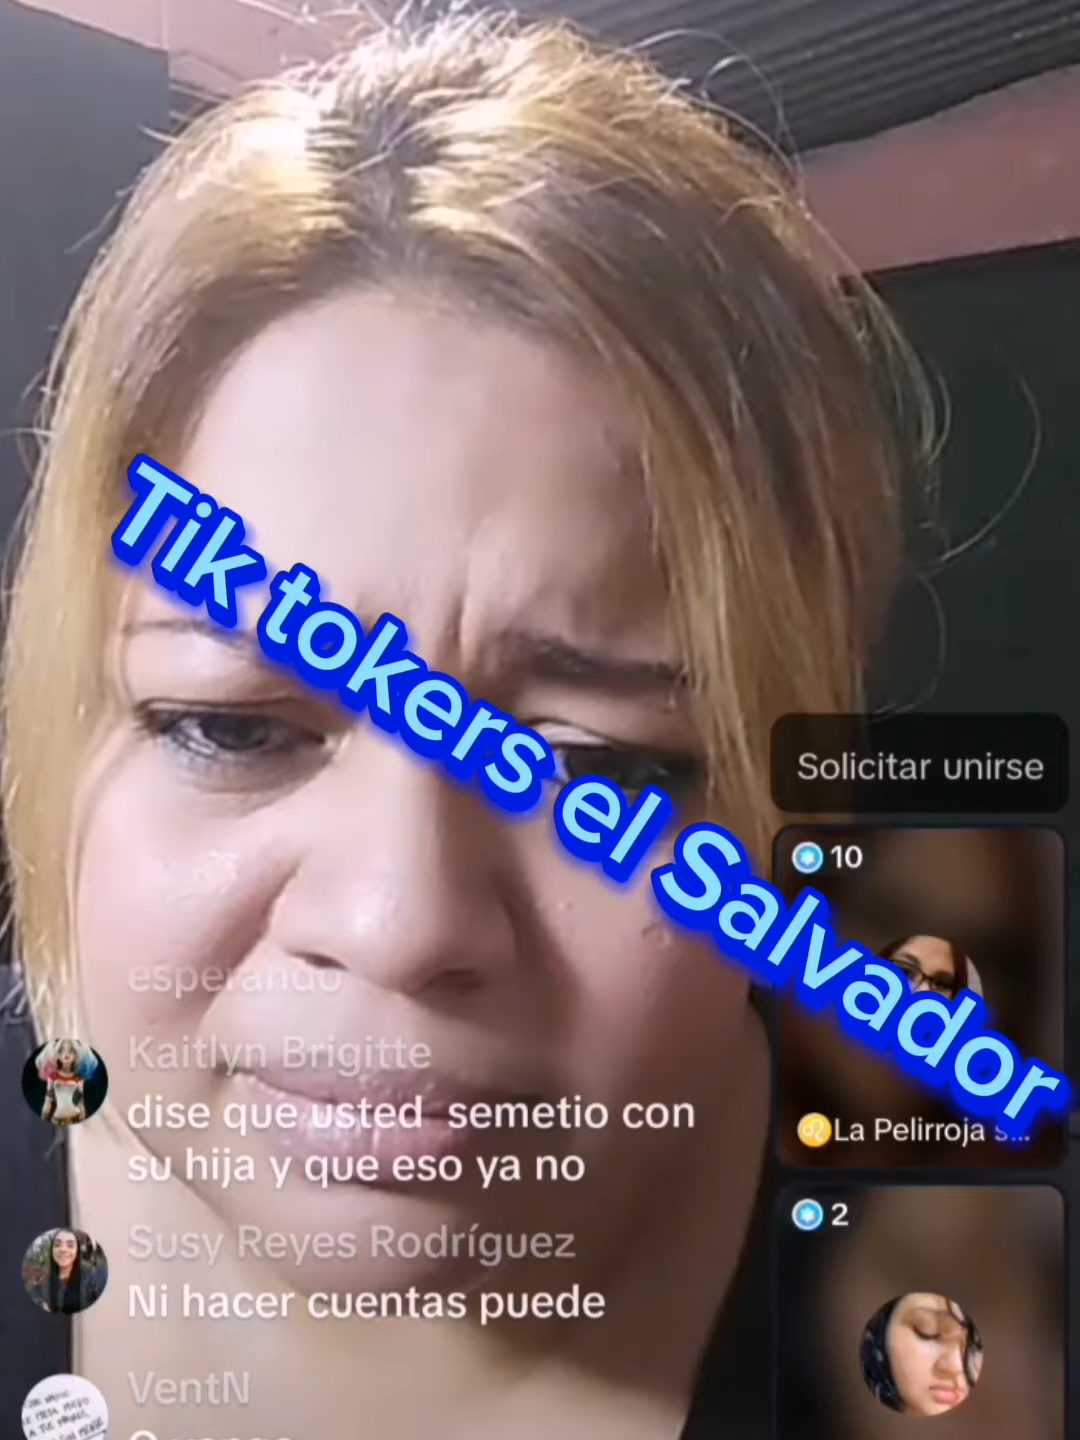 Tik tokers el Salvador
Solicitar unirse
10
esperando
Kaitlyn Brigitte
dise que usted semetio con
su hija y que eso ya no
La Pelirroja s...
2
Susy Reyes Rodríguez
Ni hacer cuentas puede
VentN